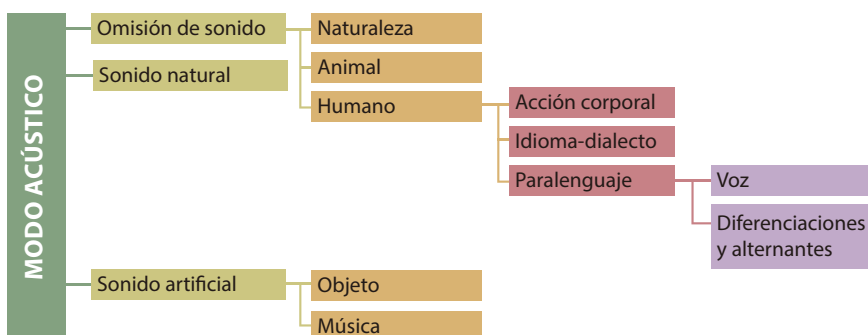 MODO ACÚSTICO
Omisión de sonido
Naturaleza
Sonido natural
Animal
Humano
Acción corporal
Idioma-dialecto
Paralenguaje
Voz
Diferenciaciones
y alternantes
Sonido artificial
Objeto
Música